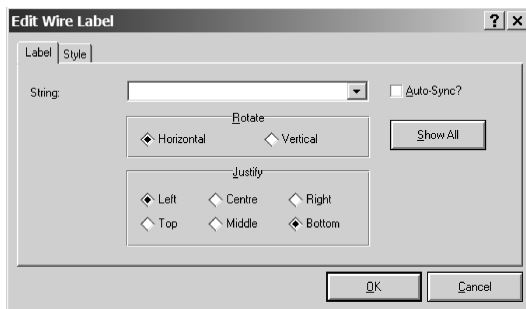 Edit Wire Label
Label Style
String: Auto-Sync?
Rotate
Horizontal Vertical Show All
Justify
Left Centre Right
Top Middle Bottom
OK Cancel